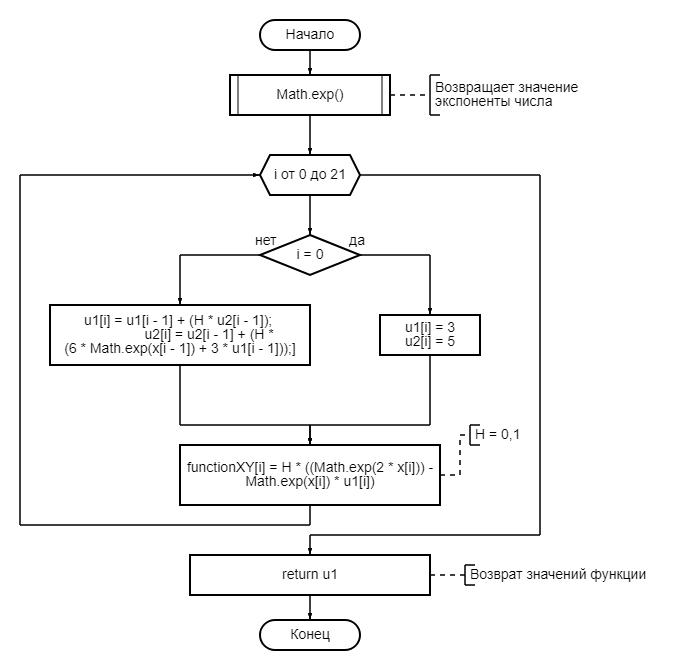 Начало
Math.exp()
Возвращает значение
экспоненты числа
i от 0 до 21
нет
да
i = 0
u1[i] = u1[i - 1] + (H * u2[i - 1]);
u2[i] = u2[i - 1] + (H *
(6 * Math.exp(x[i - 1]) + 3 * u1[i - 1]));]
u1[i] = 3
u2[i] = 5
H = 0,1
functionXY[i] = H * ((Math.exp(2 * x[i])) -
Math.exp(x[i]) * u1[i])
return u1
Возврат значений функции
Конец